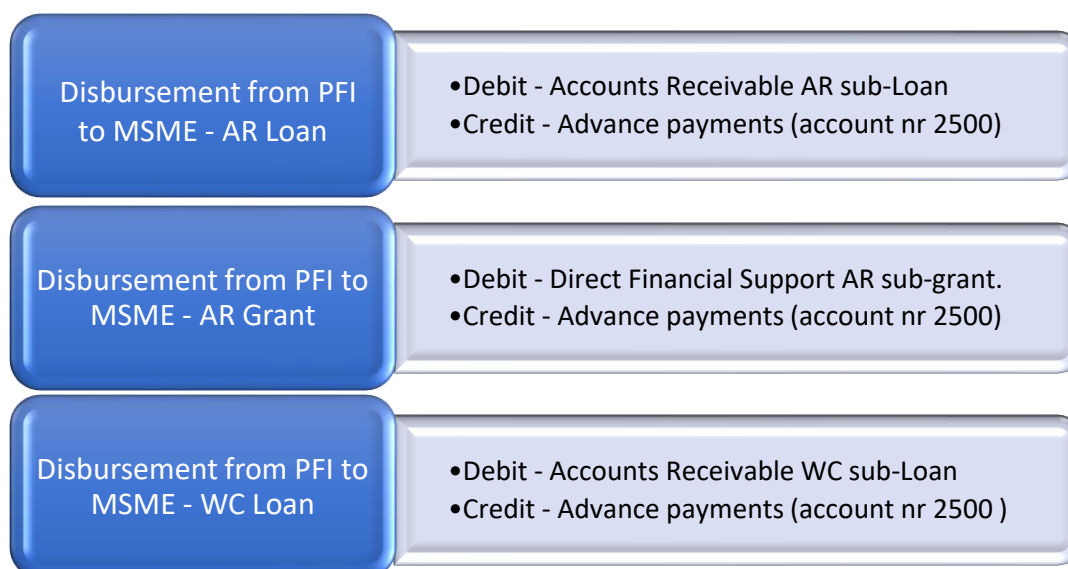 Disbursement from PFI
to MSME - AR Loan
•Debit - Accounts Receivable AR sub-Loan
•Credit - Advance payments (account nr 2500)
Disbursement from PFI to
MSME - AR Grant
•Debit - Direct Financial Support AR sub-grant.
•Credit - Advance payments (account nr 2500)
Disbursement from PFI to
MSME - WC Loan
•Debit - Accounts Receivable WC sub-Loan
•Credit - Advance payments (account nr 2500 )